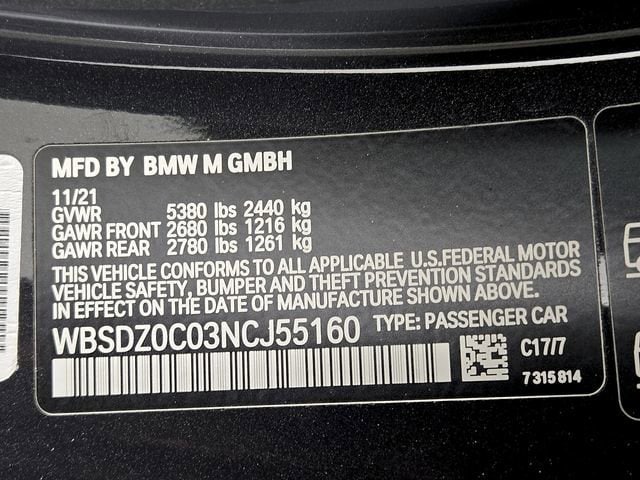 MFD BY BMW M GMBH
11/21
GVWR 5380 lbs 2440 kg
GAWR FRONT 2680 lbs 1216 kg
GAWR REAR 2780 lbs 1261 kg
THIS VEHICLE CONFORMS TO ALL APPLICABLE U.S.FEDERAL MOTOR
VEHICLE SAFETY, BUMPER AND THEFT PREVENTION STANDARDS
IN EFFECT ON THE DATE OF MANUFACTURE SHOWN ABOVE.
WBSDZ0C03NCJ55160 TYPE: PASSENGER CAR
C17/7
7 315 814